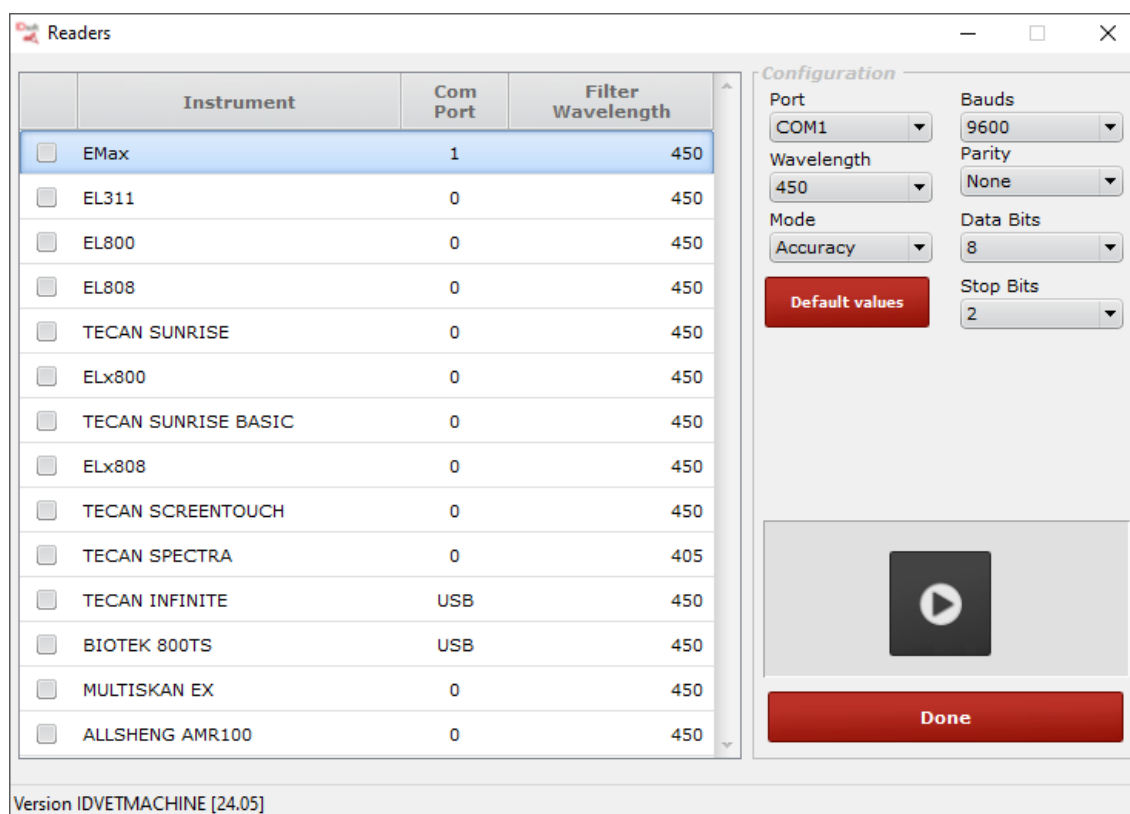 Readers
Instrument Com Port Filter Wavelength
EMax 1 450
EL311 0 450
EL800 0 450
EL808 0 450
TECAN SUNRISE 0 450
ELx800 0 450
TECAN SUNRISE BASIC 0 450
ELx808 0 450
TECAN SCREENTOUCH 0 450
TECAN SPECTRA 0 405
TECAN INFINITE USB 450
BIOTEK 800TS USB 450
MULTISKAN EX 0 450
ALLSHENG AMR100 0 450
Configuration
Port Bauds
COM1 9600
Wavelength Parity
450 None
Mode Data Bits
Accuracy 8
Default values Stop Bits
2
Done
Version IDVETMACHINE [24.05]